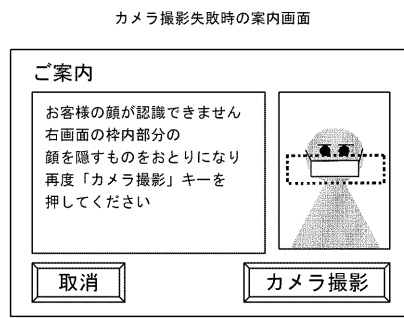 カメラ撮影失敗時の案内画面
ご案内
お客様の顔が認識できません
右画面の枠内部分の
顔を隠すものをおとりになり
再度「カメラ撮影」キーを
押してください
取消
カメラ撮影